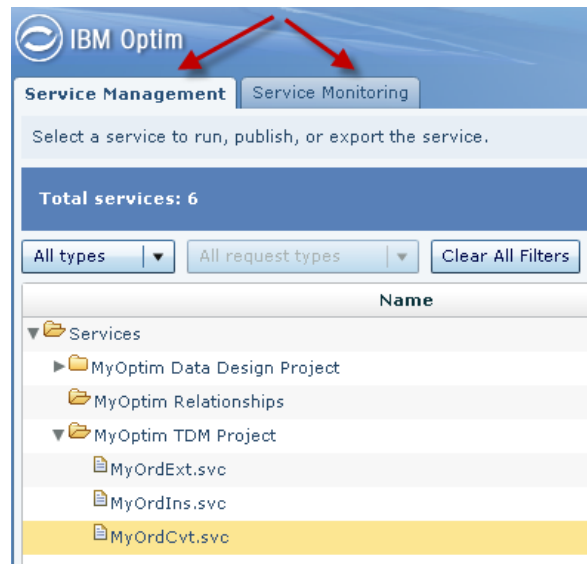 IBM Optim
Service Management Service Monitoring
Select a service to run, publish, or export the service.
Total services: 6
All types All request types Clear All Filters
Name
Services
MyOptim Data Design Project
MyOptim Relationships
MyOptim TDM Project
MyOrdExt.svc
MyOrdIns.svc
MyOrdCvt.svc